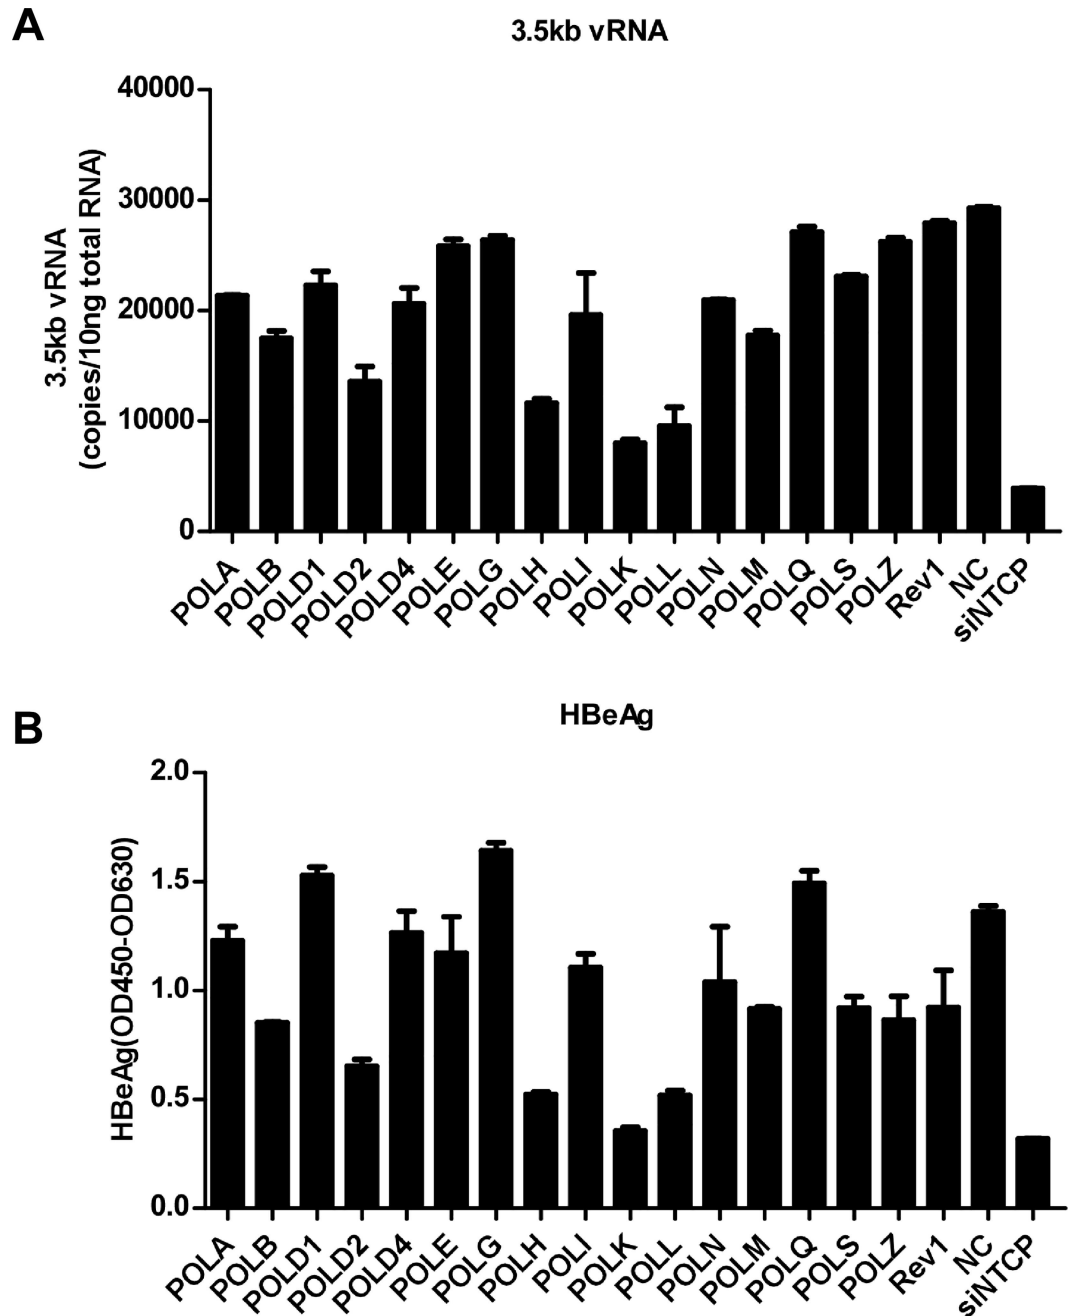 A
3.5kb vRNA
3.5kb vRNA
(copies/10ng total RNA)
40000
30000
20000
10000
0
POLA
POLB
POLD1
POLD2
POLD4
POLE
POLG
POLH
POLI
POLK
POLL
POLN
POLM
POLQ
POLS
POLZ
Rev1
NC
siNTCP
B
HBeAg
HBeAg(OD450-OD630)
2.0
1.5
1.0
0.5
0.0
POLA
POLB
POLD1
POLD2
POLD4
POLE
POLG
POLH
POLI
POLK
POLL
POLN
POLM
POLQ
POLS
POLZ
Rev1
NC
siNTCP